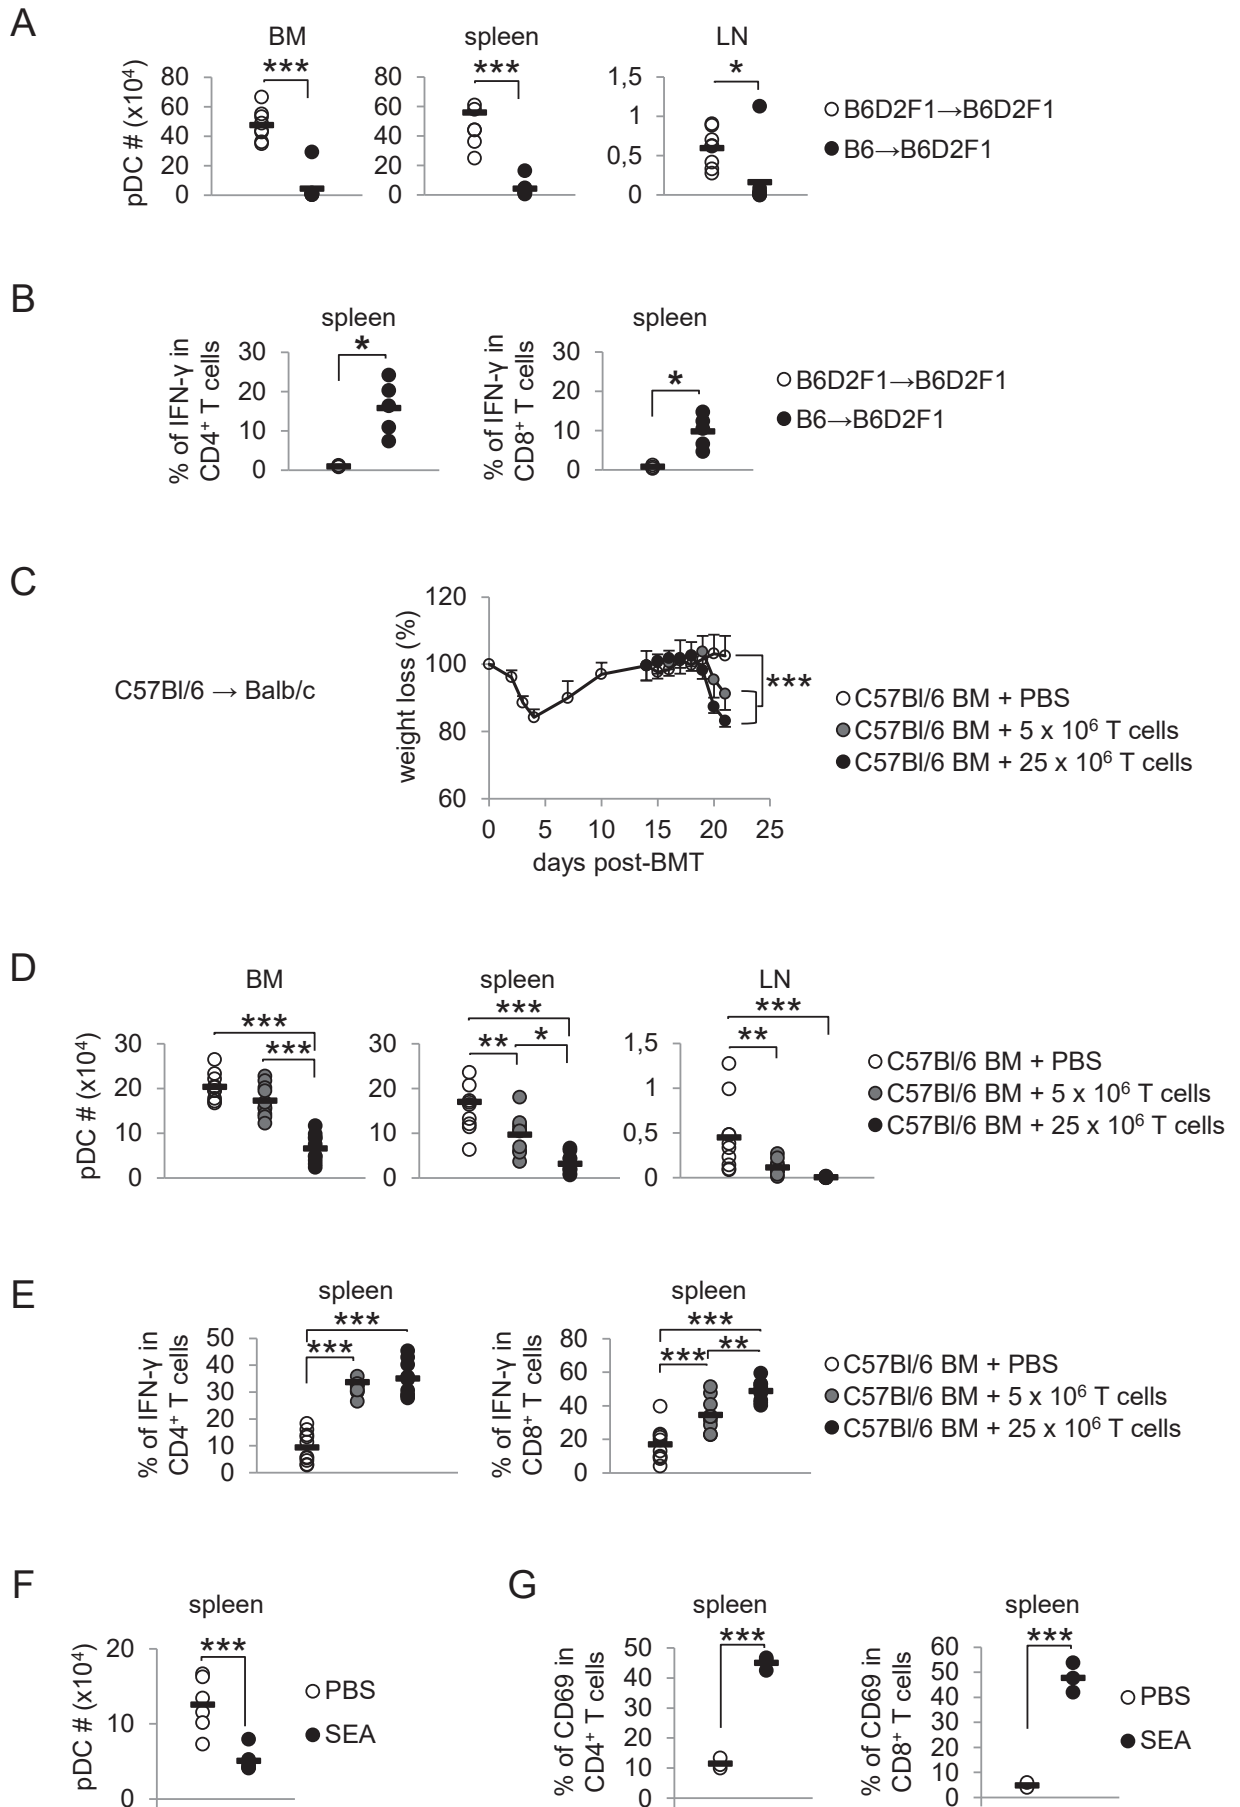 A
BM
spleen
LN
pDC # (x10⁴)
80
60
40
20
0
***
80
60
40
20
0
***
1,5
1
0,5
0
*
B6D2F1→B6D2F1
B6→B6D2F1
B
spleen
spleen
% of IFN-γ in
CD4⁺ T cells
30
20
10
0
*
% of IFN-γ in
CD8⁺ T cells
30
20
10
0
*
B6D2F1→B6D2F1
B6→B6D2F1
C
C57Bl/6 → Balb/c
weight loss (%)
120
100
80
60
0 5 10 15 20 25
days post-BMT
***
C57Bl/6 BM + PBS
C57Bl/6 BM + 5 x 10⁶ T cells
C57Bl/6 BM + 25 x 10⁶ T cells
D
BM
spleen
LN
pDC # (x10⁴)
30
20
10
0
***
***
30
20
10
0
***
** *
1,5
1
0,5
0
***
**
C57Bl/6 BM + PBS
C57Bl/6 BM + 5 x 10⁶ T cells
C57Bl/6 BM + 25 x 10⁶ T cells
E
spleen
spleen
% of IFN-γ in
CD4⁺ T cells
50
40
30
20
10
0
***
***
% of IFN-γ in
CD8⁺ T cells
80
60
40
20
0
***
*** **
C57Bl/6 BM + PBS
C57Bl/6 BM + 5 x 10⁶ T cells
C57Bl/6 BM + 25 x 10⁶ T cells
F
spleen
pDC # (x10⁴)
20
10
0
***
PBS
SEA
G
spleen
spleen
% of CD69 in
CD4⁺ T cells
50
40
30
20
10
0
***
% of CD69 in
CD8⁺ T cells
60
50
40
30
20
10
0
***
PBS
SEA